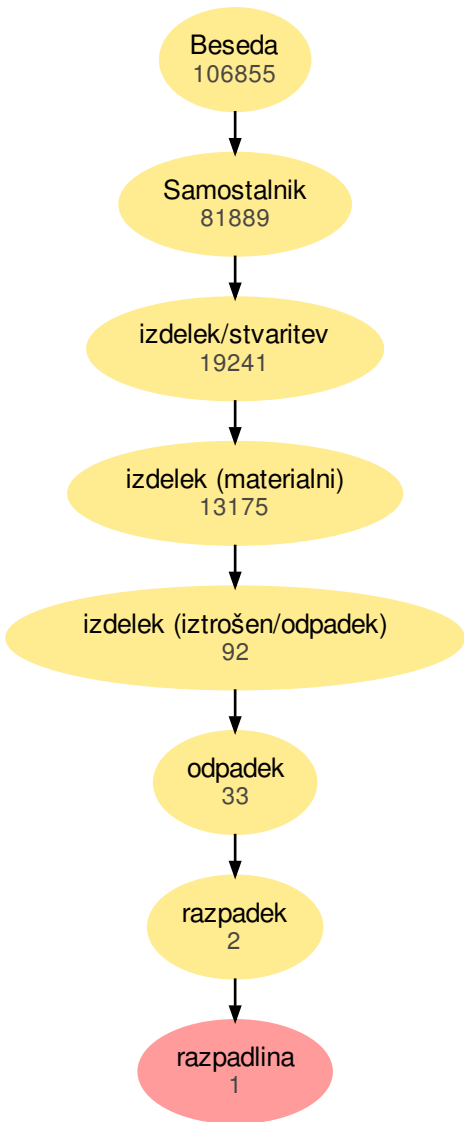 Beseda
106855
Samostalnik
81889
izdelek/stvaritev
19241
izdelek (materialni)
13175
izdelek (iztrošen/odpadek)
92
odpadek
33
razpadek
2
razpadlina
1